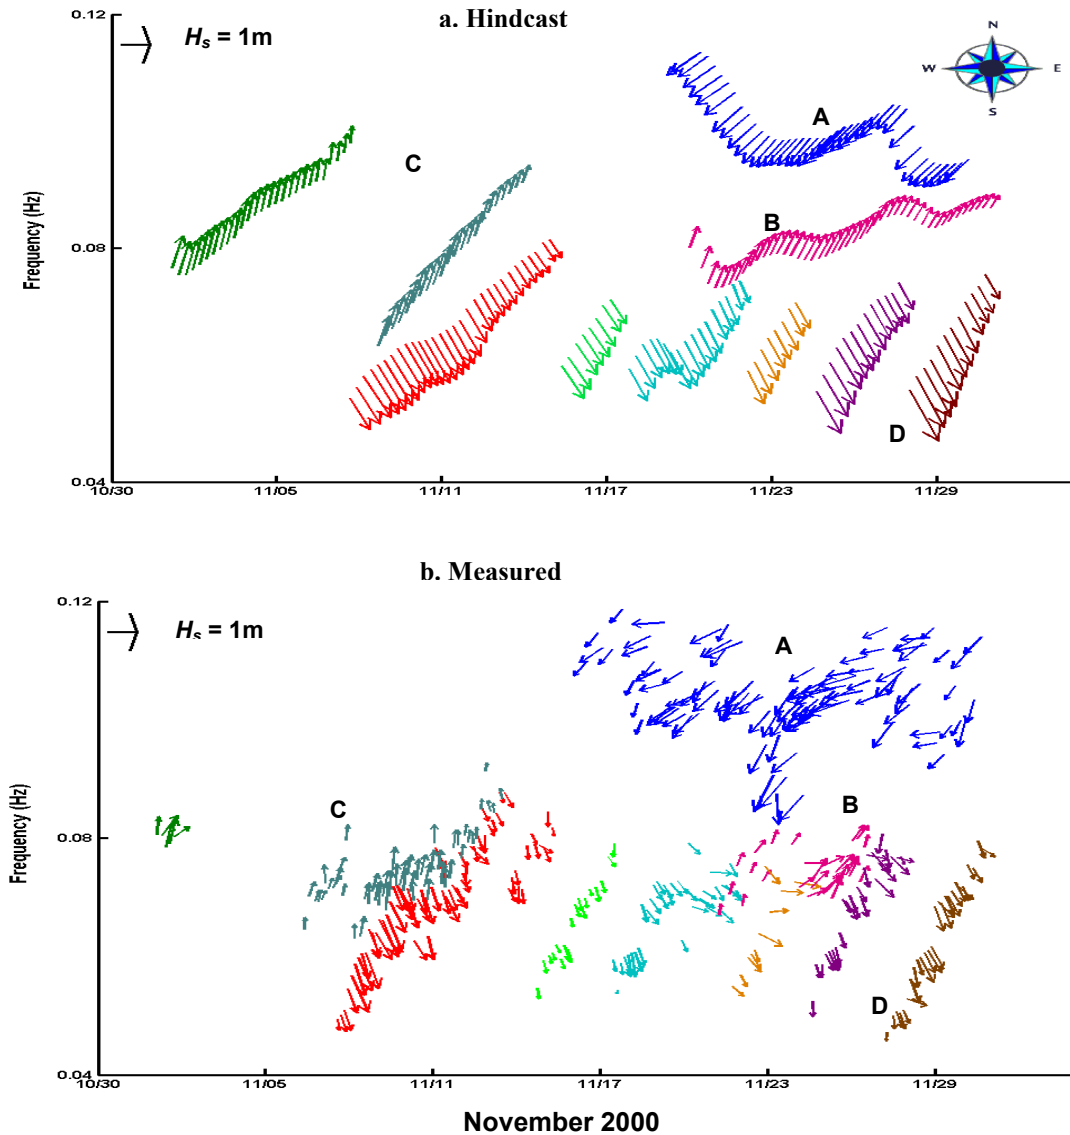 a. Hindcast
0.12
Hs = 1m
N
W E
S
A
C
B
Frequency (Hz)
0.08
D
0.04
10/30 11/05 11/11 11/17 11/23 11/29
b. Measured
0.12
Hs = 1m
A
B
C
Frequency (Hz)
0.08
D
0.04
10/30 11/05 11/11 11/17 11/23 11/29
November 2000